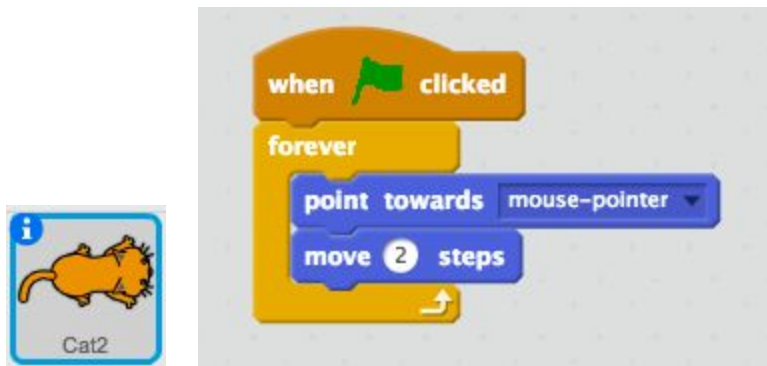 when clicked
forever
point towards mouse-pointer
move 2 steps
i
Cat2